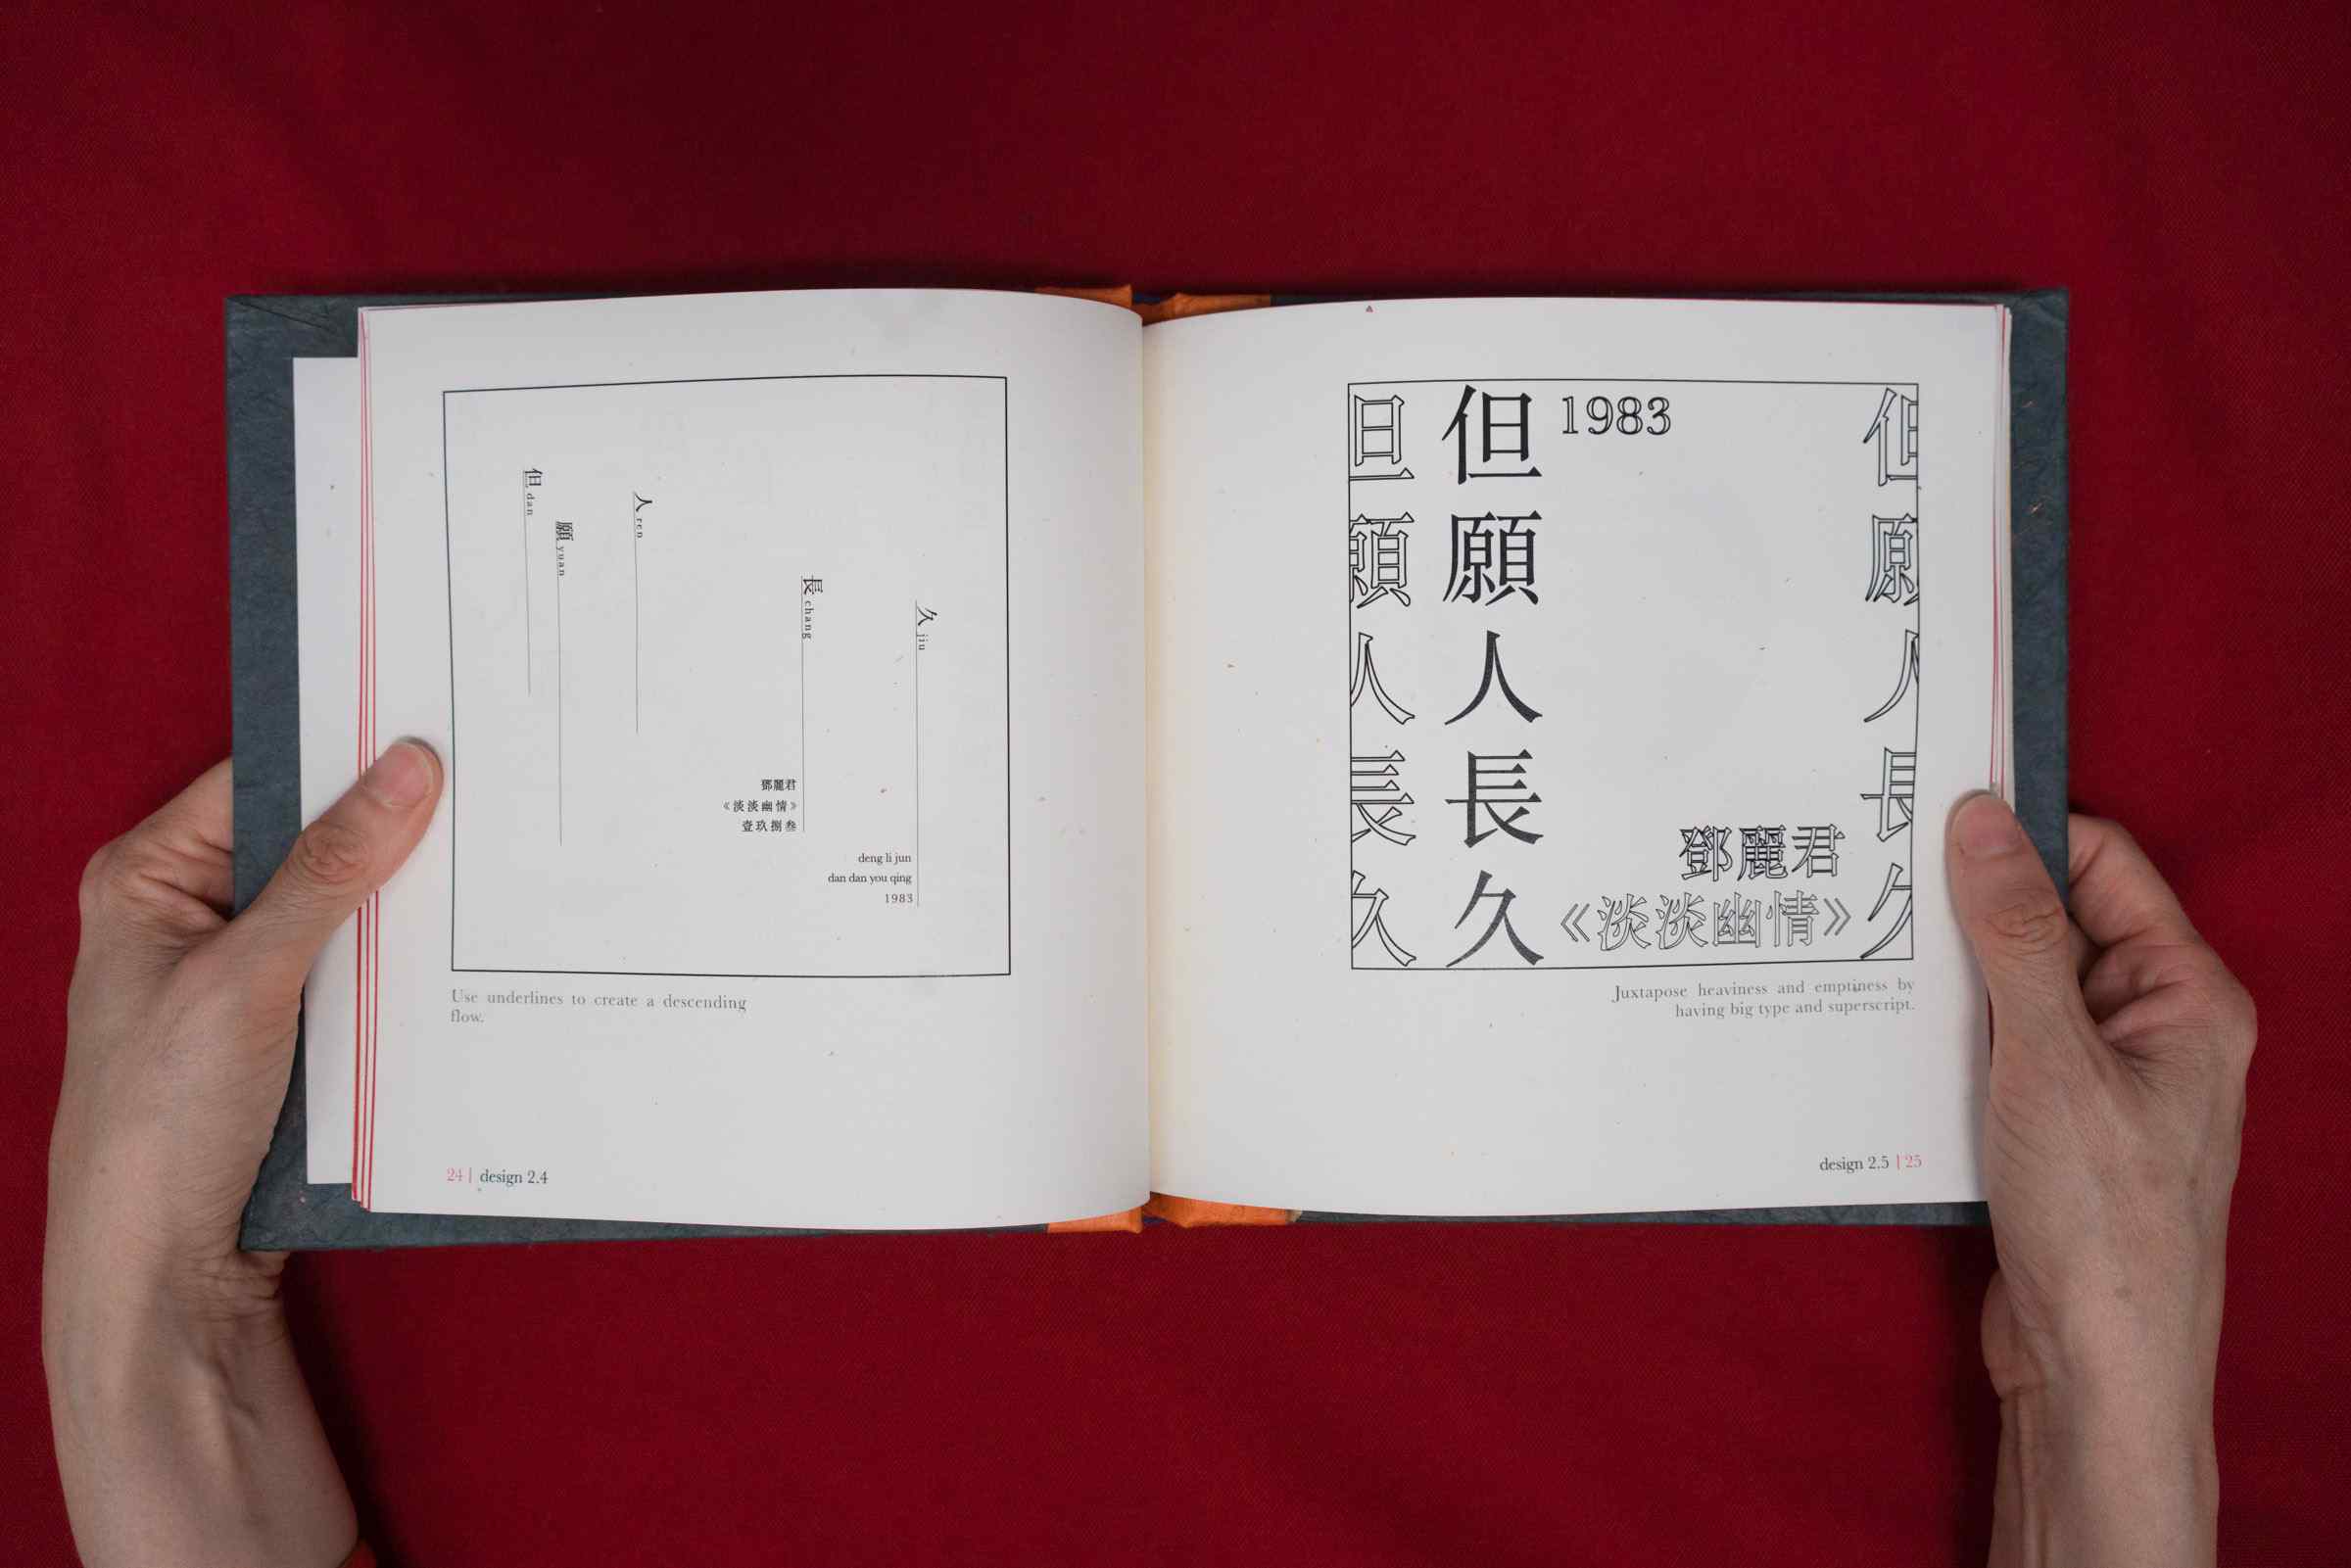 但 dan
願 yuan
人 ren
長 chang
久 jiu
鄧麗君
《淡淡幽情》
壹玖捌叁
deng li jun
dan dan you qing
1983
Use underlines to create a descending
flow.
24 | design 2.4
但願人長久
但願人長久
1983
但願人長久
鄧麗君
《淡淡幽情》
Juxtapose heaviness and emptiness by
having big type and superscript.
design 2.5 | 25